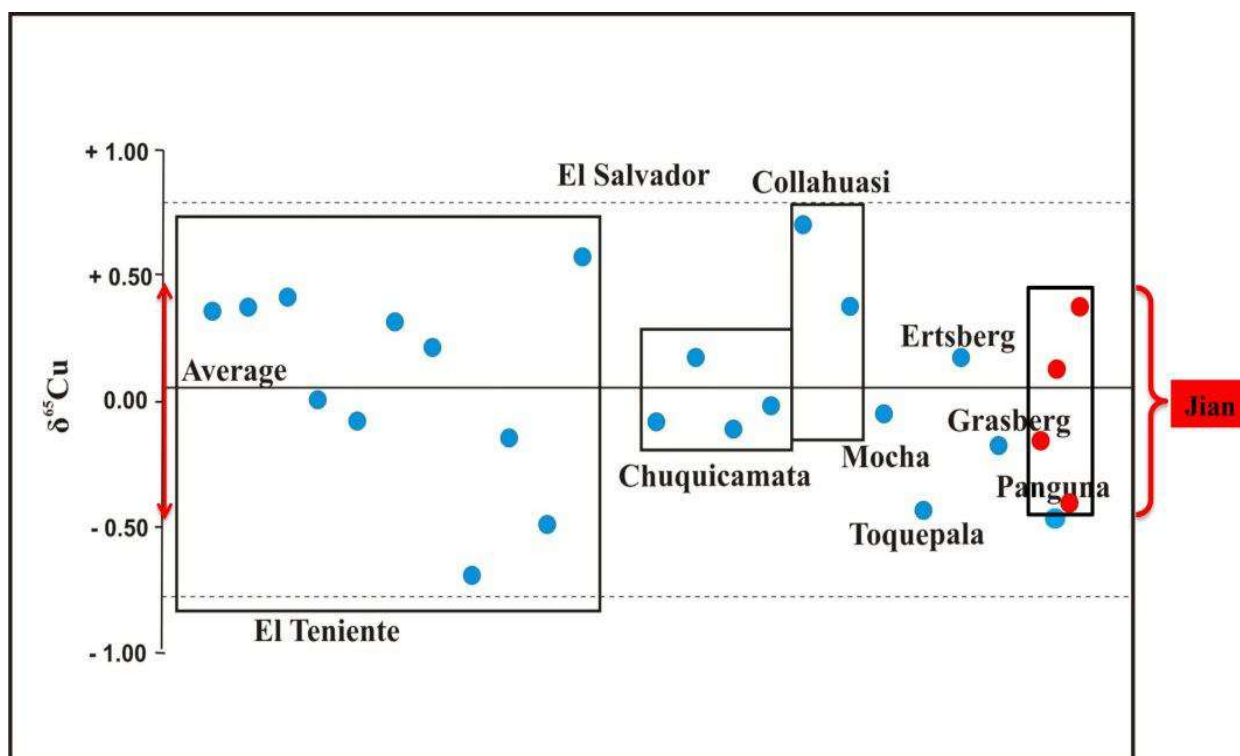 + 1.00
El Salvador
Collahuasi
+ 0.50
Ertsberg
Average
0.00
Jian
δ⁶⁵Cu
Grasberg
Mocha
Chuquicamata
Panguna
- 0.50
Toquepala
El Teniente
- 1.00